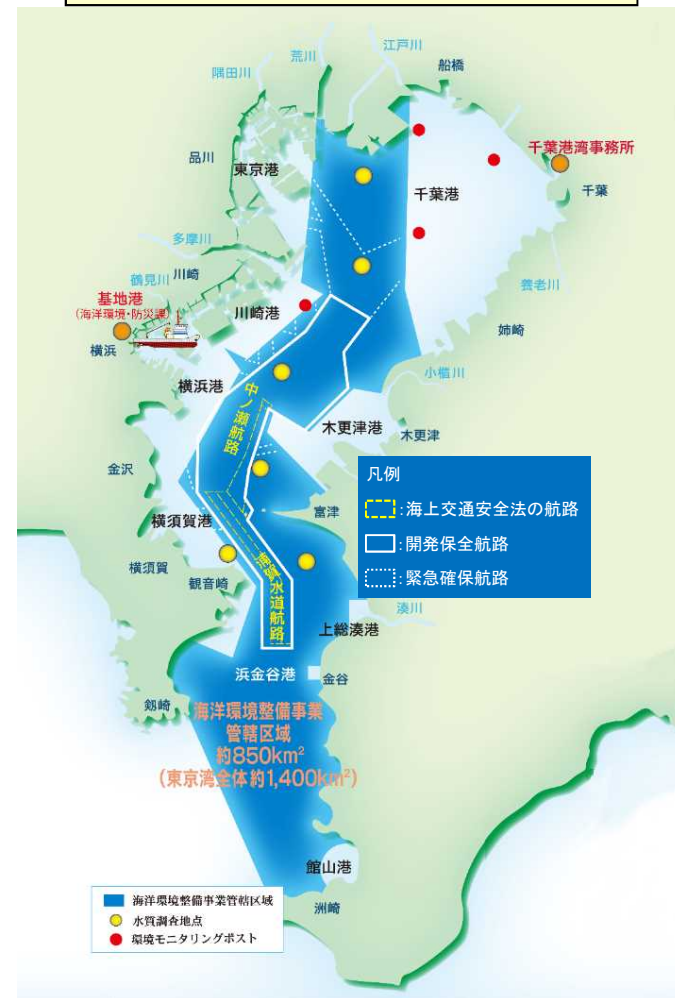 江戸川
荒川
船橋
隅田川
千葉港湾事務所
品川
東京港
千葉港
千葉
多摩川
鶴見川
川崎
養老川
基地港
(海洋環境・防災課)
川崎港
姉崎
横浜
小櫃川
横浜港
中ノ瀬航路
木更津港
木更津
金沢
凡例
:海上交通安全法の航路
:開発保全航路
:緊急確保航路
富津
横須賀港
横須賀
観音崎
浦賀水道航路
湊川
上総湊港
浜金谷港
金谷
剱崎
海洋環境整備事業
管轄区域
約850km²
(東京湾全体約1,400km²)
館山港
洲崎
海洋環境整備事業管轄区域
水質調査地点
環境モニタリングポスト